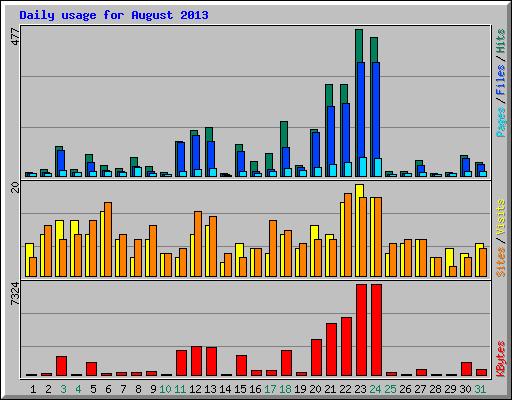 Daily usage for August 2013
477
20
7324
Pages / Files / Hits
Sites / Visits
KBytes
1 2 3 4 5 6 7 8 9 10 11 12 13 14 15 16 17 18 19 20 21 22 23 24 25 26 27 28 29 30 31